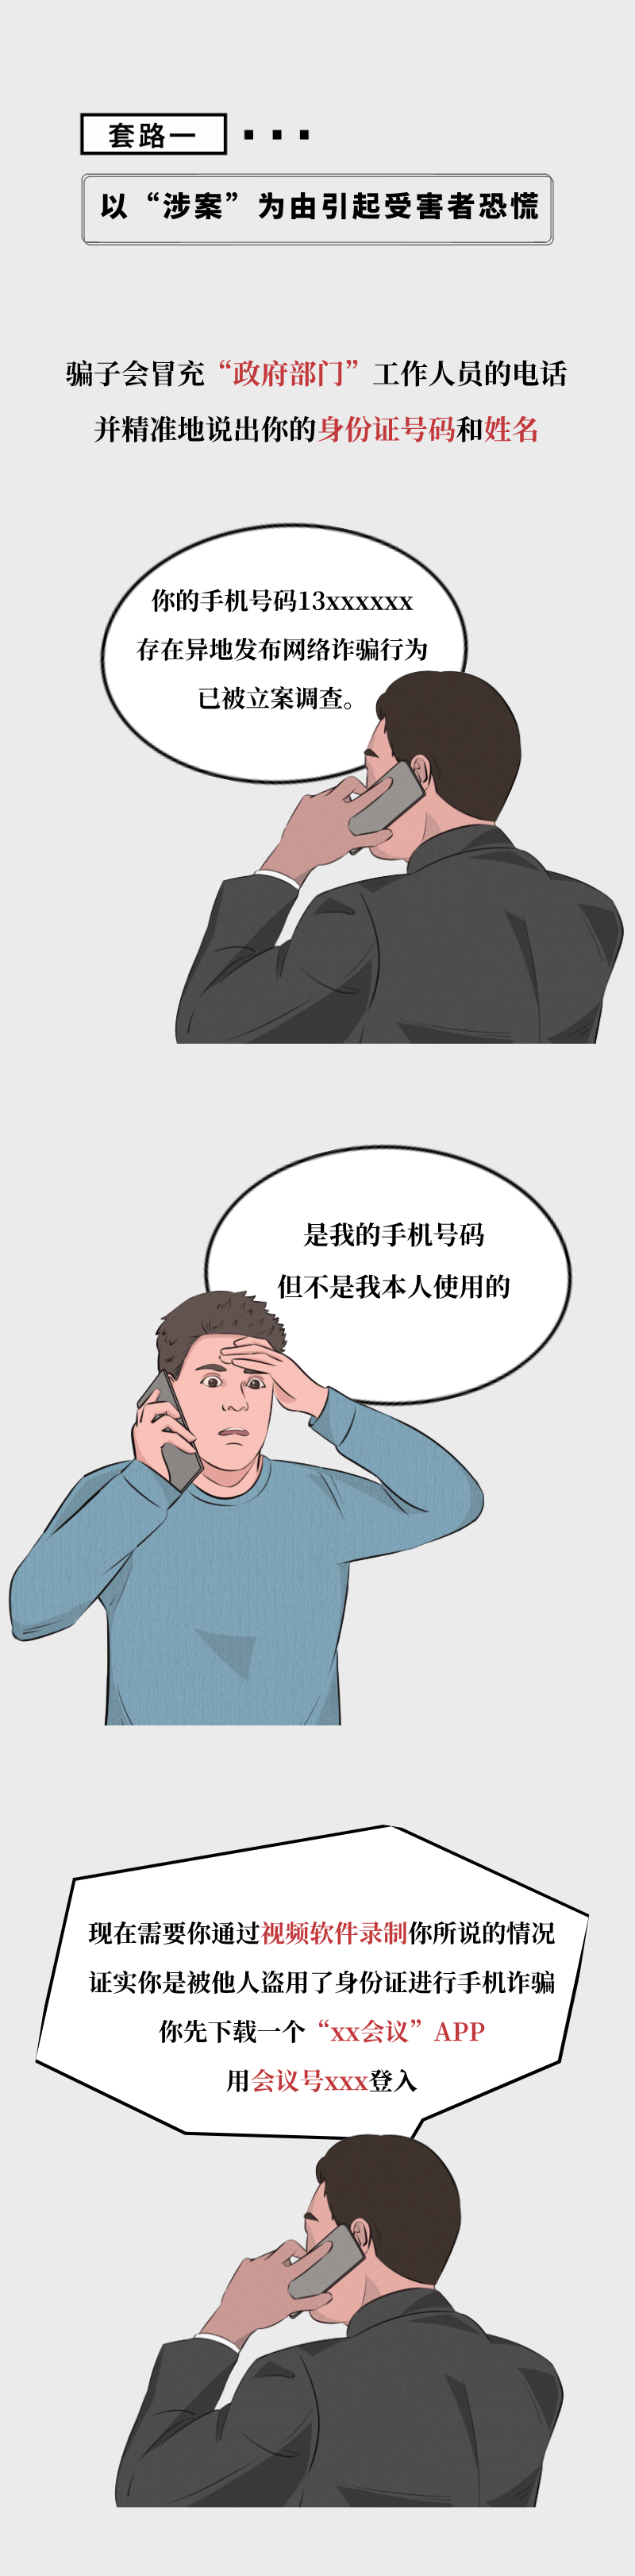 套路一
以“涉案”为由引起受害者恐慌
骗子会冒充“政府部门”工作人员的电话
并精准地说出你的身份证号码和姓名
你的手机号码13xxxxxx
存在异地发布网络诈骗行为
已被立案调查。
是我的手机号码
但不是我本人使用的
现在需要你通过视频软件录制你所说的情况
证实你是被他人盗用了身份证进行手机诈骗
你先下载一个“xx会议”APP
用会议号xxx登入